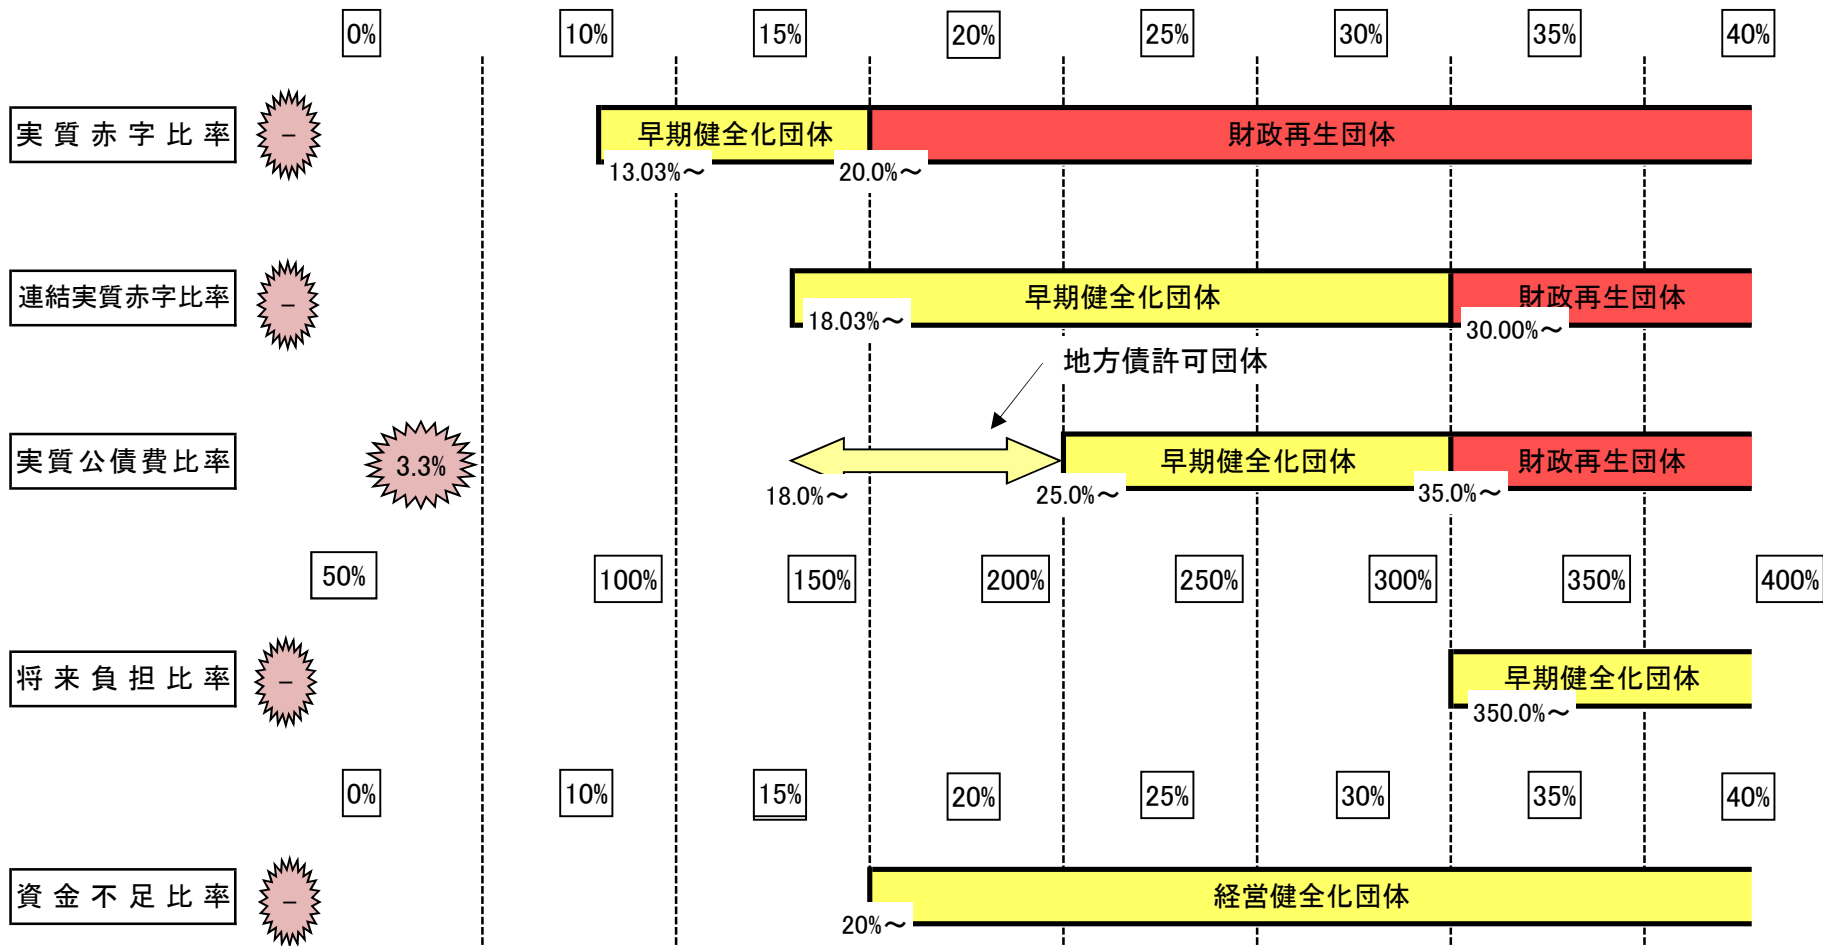 0% 10% 15% 20% 25% 30% 35% 40%
実質赤字比率 − 早期健全化団体 財政再生団体
13.03%～ 20.0%～
連結実質赤字比率 − 早期健全化団体 財政再生団体
18.03%～ 30.00%～
地方債許可団体
実質公債費比率 3.3% 早期健全化団体 財政再生団体
18.0%～ 25.0%～ 35.0%～
50% 100% 150% 200% 250% 300% 350% 400%
将来負担比率 − 早期健全化団体
350.0%～
0% 10% 15% 20% 25% 30% 35% 40%
資金不足比率 − 経営健全化団体
20%～